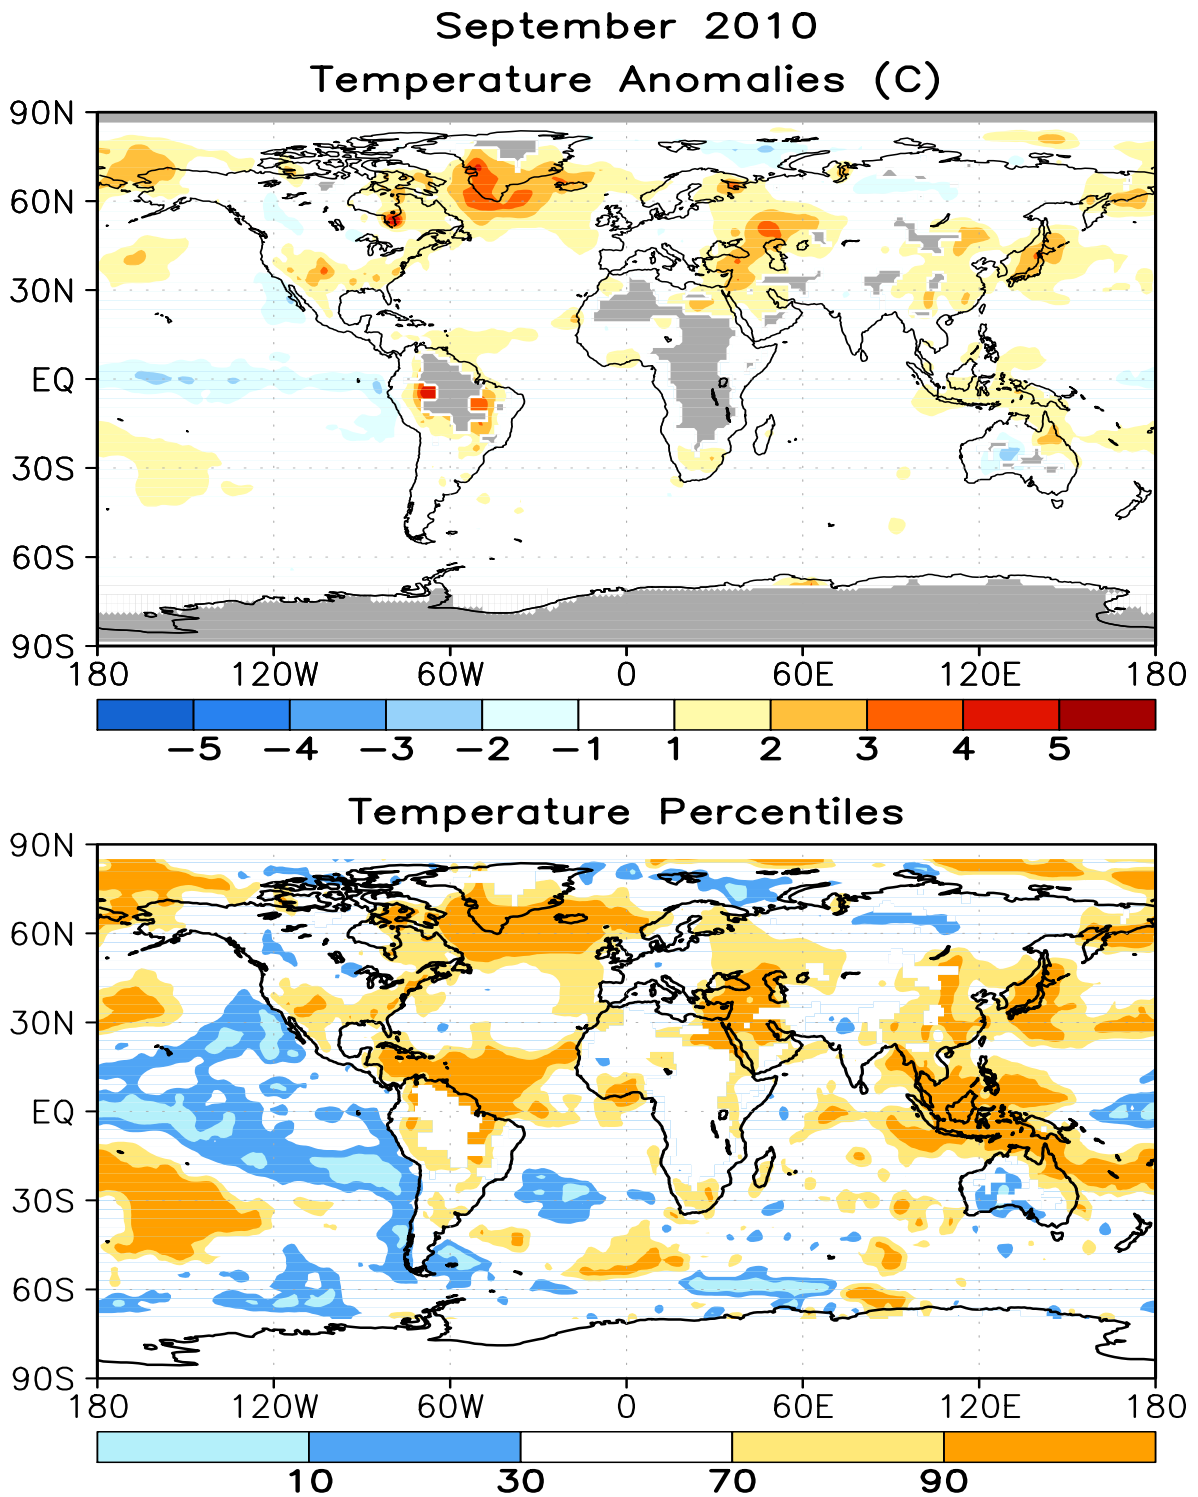 September 2010
Temperature Anomalies (C)
90N
60N
30N
EQ
30S
60S
90S
180 120W 60W 0 60E 120E 180
-5 -4 -3 -2 -1 1 2 3 4 5
Temperature Percentiles
90N
60N
30N
EQ
30S
60S
90S
180 120W 60W 0 60E 120E 180
10 30 70 90